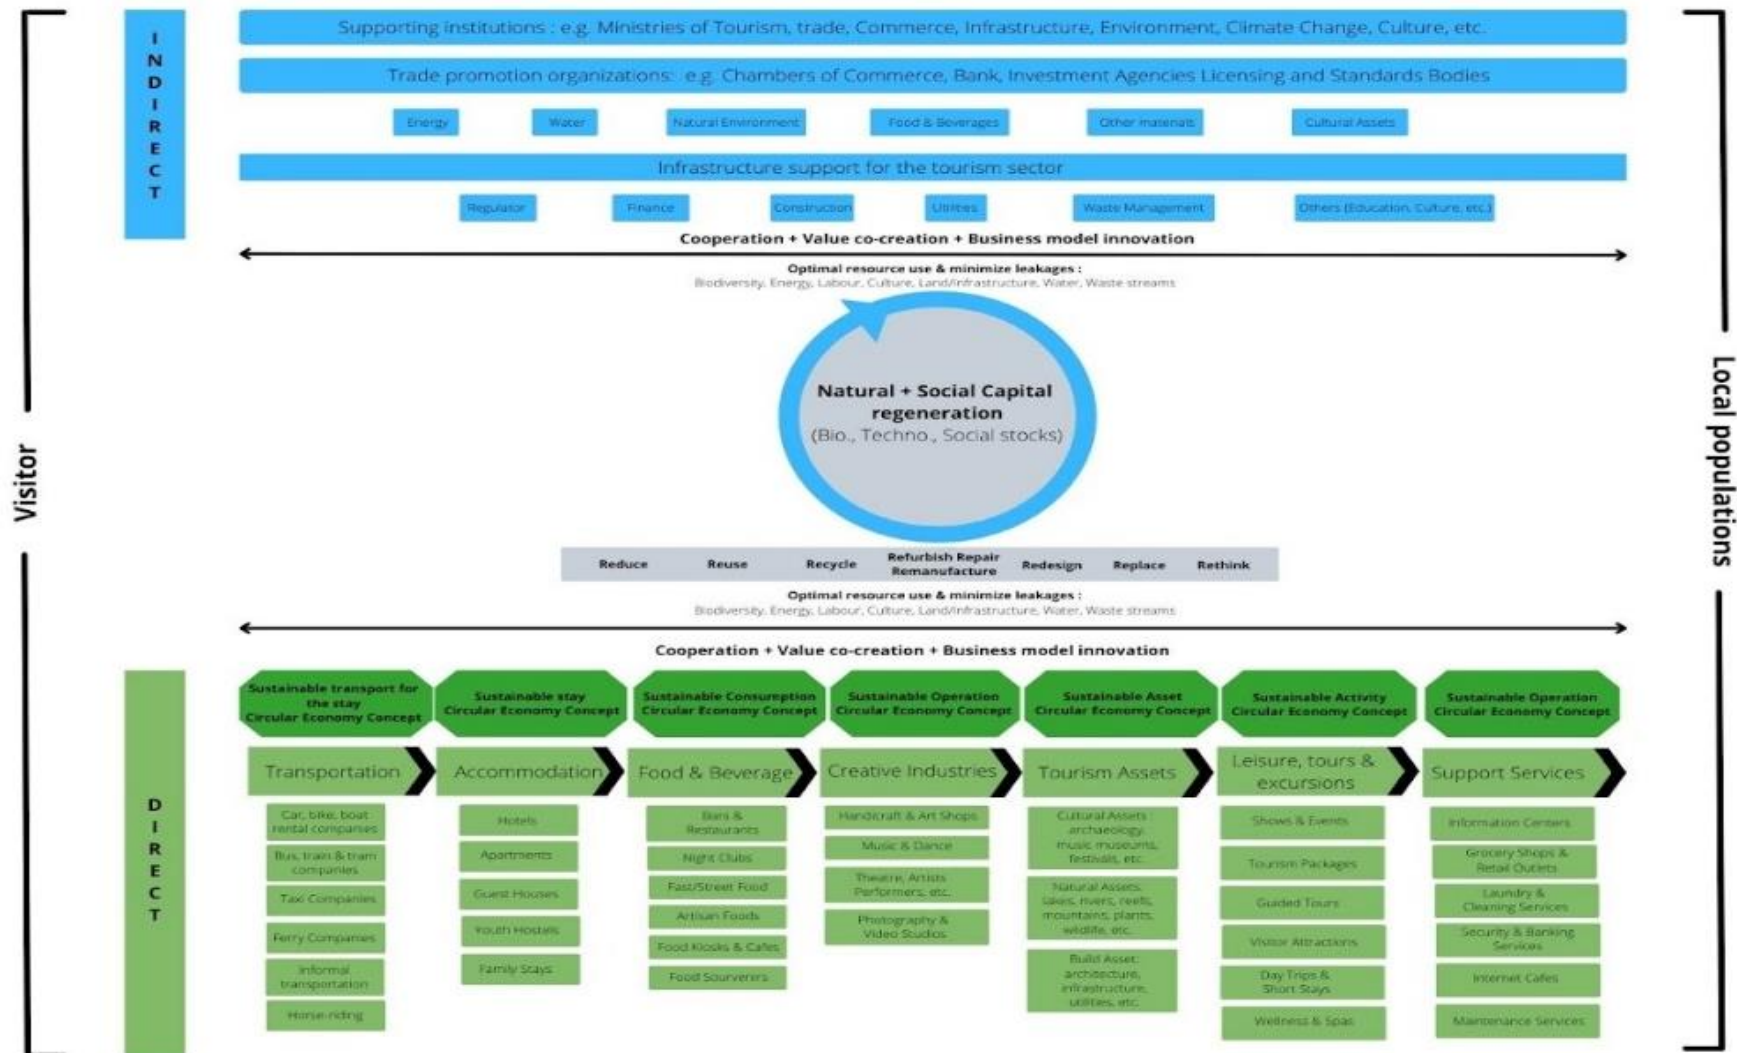 INDIRECT
Supporting institutions : e.g. Ministries of Tourism, trade, Commerce, Infrastructure, Environment, Climate Change, Culture, etc.
Trade promotion organizations: e.g. Chambers of Commerce, Bank, Investment Agencies Licensing and Standards Bodies
Energy
Water
Natural Environment
Food & Beverages
Other materials
Cultural Assets
Infrastructure support for the tourism sector
Regulator
Finance
Construction
Utilities
Waste Management
Others (Education, Culture, etc.)
Cooperation + Value co-creation + Business model innovation
Optimal resource use & minimize leakages :
Biodiversity, Energy, Labour, Culture, Land/infrastructure, Water, Waste streams
Visitor
Local populations
Natural + Social Capital
regeneration
(Bio., Techno., Social stocks)
Reduce
Reuse
Recycle
Refurbish Repair
Remanufacture
Redesign
Replace
Rethink
Optimal resource use & minimize leakages :
Biodiversity, Energy, Labour, Culture, Land/infrastructure, Water, Waste streams
Cooperation + Value co-creation + Business model innovation
DIRECT
Sustainable transport for
the stay
Circular Economy Concept
Sustainable stay
Circular Economy Concept
Sustainable Consumption
Circular Economy Concept
Sustainable Operation
Circular Economy Concept
Sustainable Asset
Circular Economy Concept
Sustainable Activity
Circular Economy Concept
Sustainable Operation
Circular Economy Concept
Transportation
Accommodation
Food & Beverage
Creative Industries
Tourism Assets
Leisure, tours &
excursions
Support Services
Car, bike, boat
rental companies
Bus, train & tram
companies
Taxi Companies
Ferry Companies
Informal
transportation
Horse-riding
Hotels
Apartments
Guest Houses
Youth Hostels
Family Stays
Bars &
Restaurants
Night Clubs
Fast/Street Food
Artisan Foods
Food Kiosks & Cafes
Food Sourvenirs
Handicraft & Art Shops
Music & Dance
Theatre, Artists
Performers, etc.
Photography &
Video Studios
Cultural Assets :
archaeology,
music museums,
festivals, etc.
Natural Assets:
lakes, rivers, reefs,
mountains, plants,
wildlife, etc.
Build Asset:
architecture,
infrastructure,
utilities, etc.
Shows & Events
Tourism Packages
Guided Tours
Visitor Attractions
Day Trips &
Short Stays
Wellness & Spas
Information Centers
Grocery Shops &
Retail Outlets
Laundry &
Cleaning Services
Security & Banking
Services
Internet Cafes
Maintenance Services